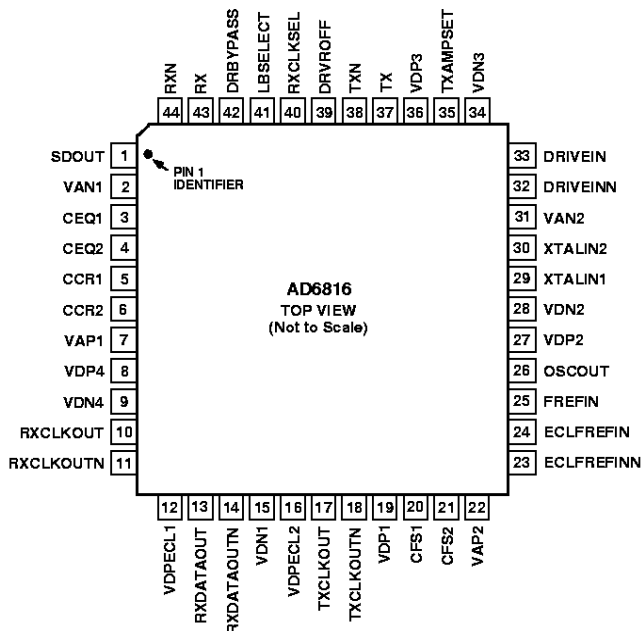 RXN
RX
DRBYPASS
LBSELECT
RXCLKSEL
DRVROFF
TXN
TX
VDP3
TXAMPSET
VDN3
44 43 42 41 40 39 38 37 36 35 34
SDOUT 1
VAN1 2
CEQ1 3
CEQ2 4
CCR1 5
CCR2 6
VAP1 7
VDP4 8
VDN4 9
RXCLKOUT 10
RXCLKOUTN 11
PIN 1
IDENTIFIER
AD6816
TOP VIEW
(Not to Scale)
33 DRIVEIN
32 DRIVEINN
31 VAN2
30 XTALIN2
29 XTALIN1
28 VDN2
27 VDP2
26 OSCOUT
25 FREFIN
24 ECLFREFIN
23 ECLFREFINN
12 13 14 15 16 17 18 19 20 21 22
VDPECL1
RXDATAOUT
RXDATAOUTN
VDN1
VDPECL2
TXCLKOUT
TXCLKOUTN
VDP1
CFS1
CFS2
VAP2